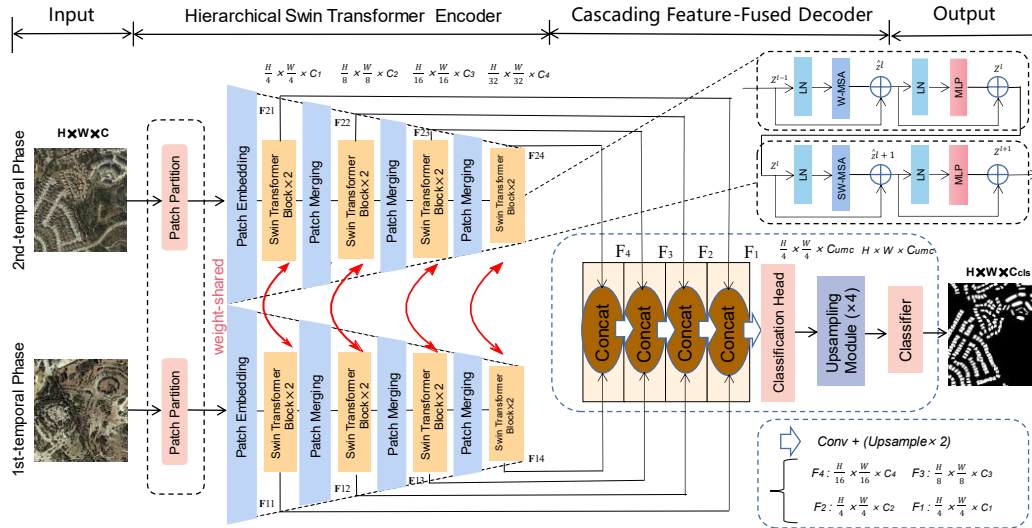 Input
Hierarchical Swin Transformer Encoder
Cascading Feature-Fused Decoder
Output
H/4 × W/4 × C1
H/8 × W/8 × C2
H/16 × W/16 × C3
H/32 × W/32 × C4
2nd-temporal Phase
H×W×C
Patch Partition
Patch Embedding
F21
Swin Transformer
Block×2
Patch Merging
F22
Swin Transformer
Block×2
Patch Merging
F23
Swin Transformer
Block×2
Patch Merging
F24
Swin Transformer
Block×2
weight-shared
1st-temporal Phase
Patch Partition
Patch Embedding
Swin Transformer
Block×2
F11
Patch Merging
Swin Transformer
Block×2
F12
Patch Merging
Swin Transformer
Block×2
F13
Patch Merging
Swin Transformer
Block×2
F14
Z^{l−1}
LN
W-MSA
ẑ^l
LN
MLP
Z^l
Z^l
LN
SW-MSA
ẑ^{l+1}
LN
MLP
Z^{l+1}
F4
F3
F2
F1
Concat
Concat
Concat
Concat
H/4 × W/4 × Cumc
H × W × Cumc
Classification Head
Upsampling
Module (×4)
Classifier
H×W×Ccls
Conv + (Upsample× 2)
F4 : H/16 × W/16 × C4
F3 : H/8 × W/8 × C3
F2 : H/4 × W/4 × C2
F1 : H/4 × W/4 × C1